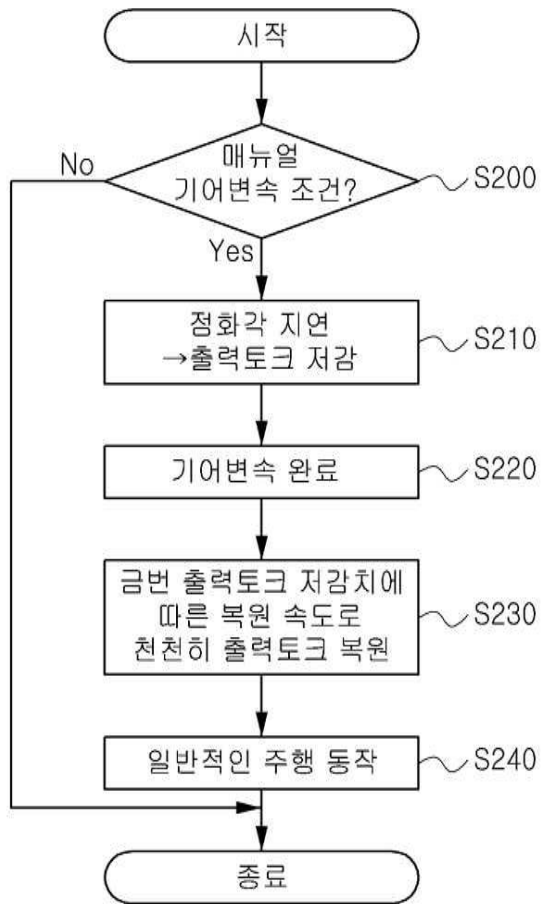 시작
매뉴얼
기어변속 조건?
No
S200
Yes
점화각 지연
→출력토크 저감
S210
기어변속 완료
S220
금번 출력토크 저감치에
따른 복원 속도로
천천히 출력토크 복원
S230
일반적인 주행 동작
S240
종료